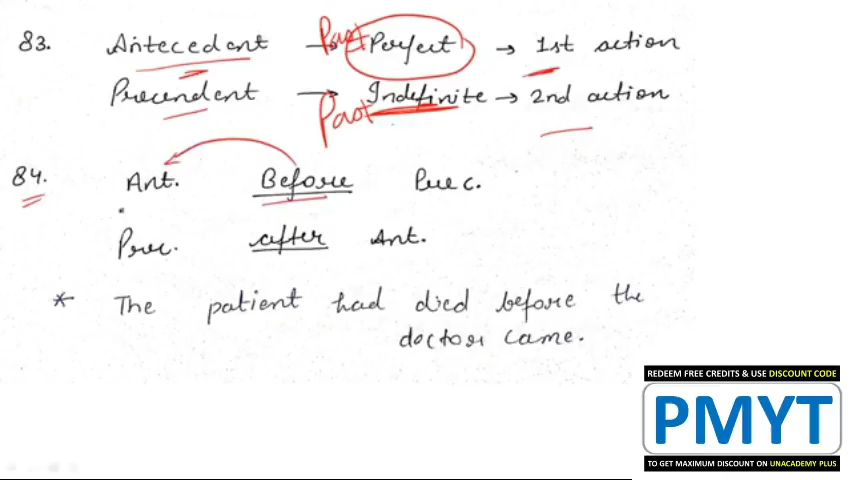 83. Antecedent → Past Perfect → 1st action
Precendent → Past Indefinite → 2nd action
84. Ant. Before Prec.
Prec. after Ant.
* The patient had died before the
doctor came.
REDEEM FREE CREDITS & USE DISCOUNT CODE
PMYT
TO GET MAXIMUM DISCOUNT ON UNACADEMY PLUS